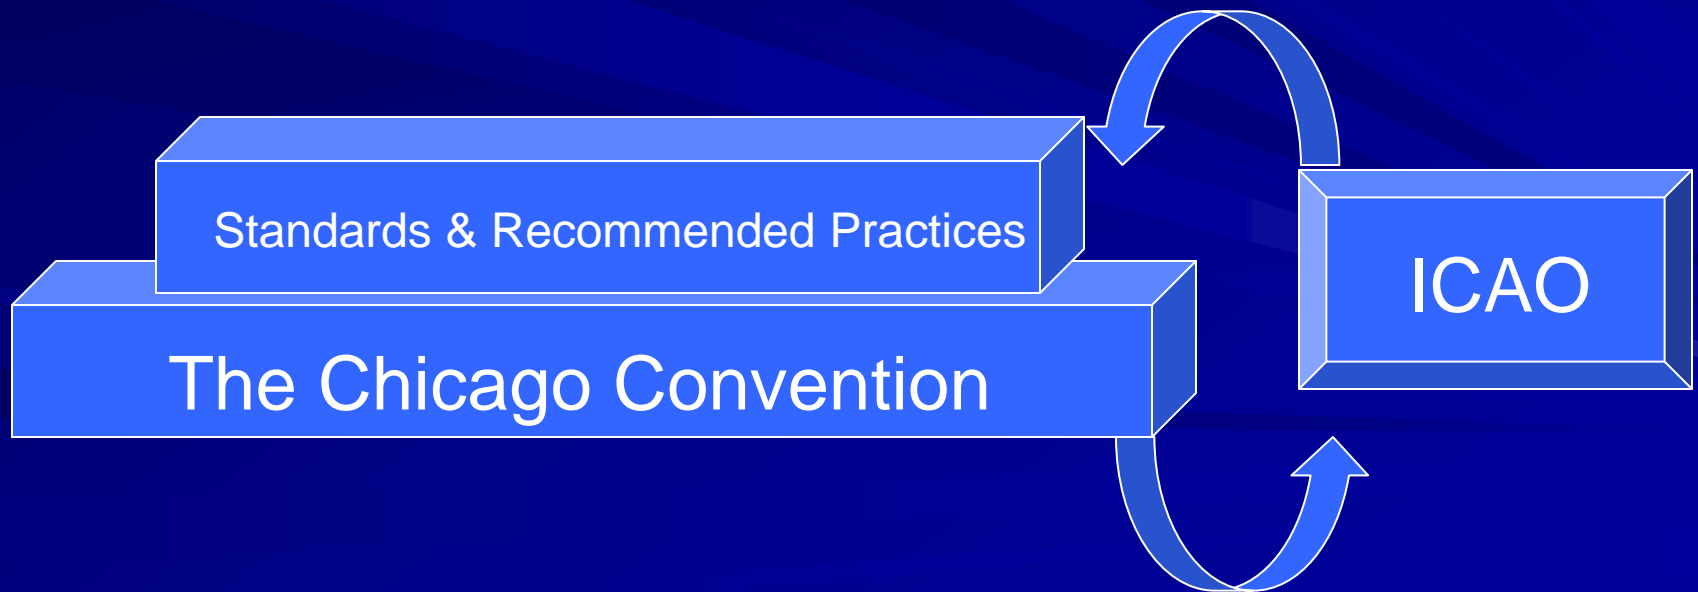 Standards & Recommended Practices
ICAO
The Chicago Convention